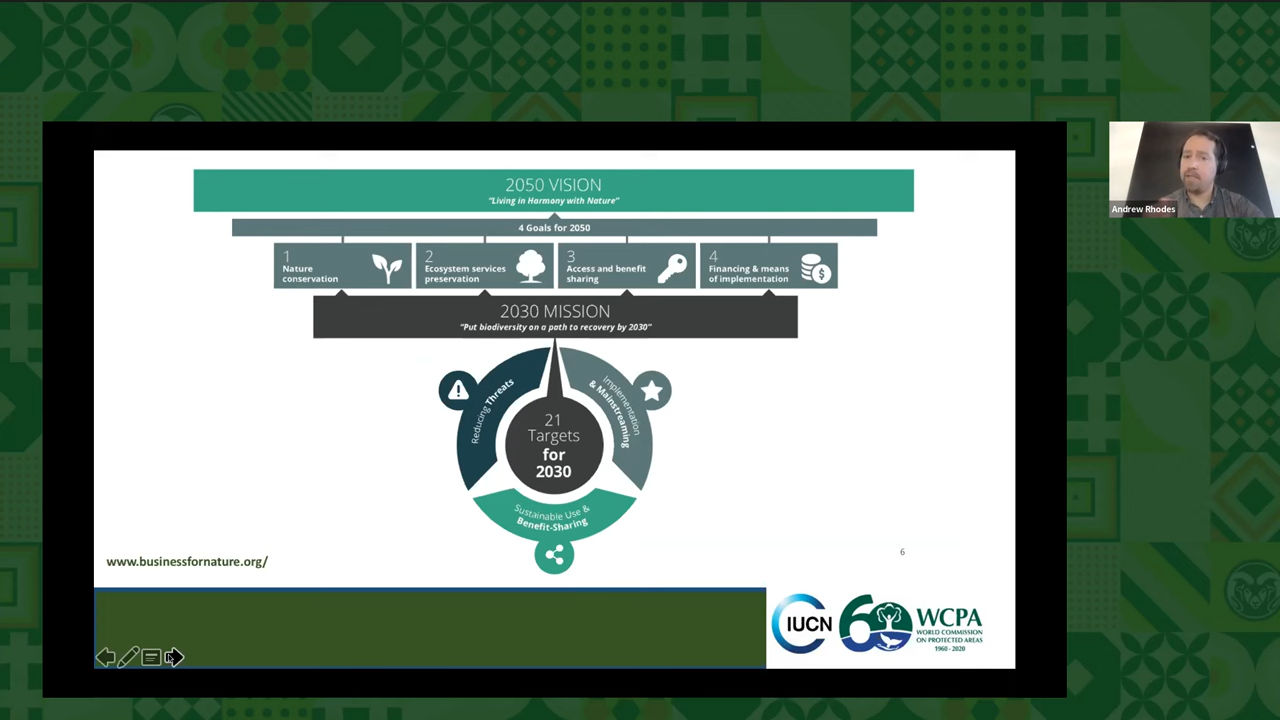 2050 VISION
"Living in Harmony with Nature"
4 Goals for 2050
1
Nature
conservation
2
Ecosystem services
preservation
3
Access and benefit
sharing
4
Financing & means
of implementation
2030 MISSION
"Put biodiversity on a path to recovery by 2030"
Reducing Threats
Implementation
& Mainstreaming
21
Targets
for
2030
Sustainable Use &
Benefit-Sharing
www.businessfornature.org/
6
IUCN
60
WCPA
WORLD COMMISSION
ON PROTECTED AREAS
1960 - 2020
Andrew Rhodes